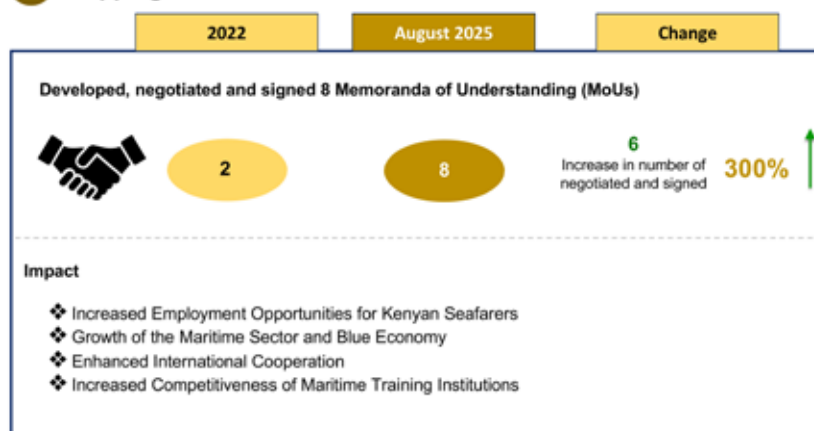 2022
August 2025
Change
Developed, negotiated and signed 8 Memoranda of Understanding (MoUs)
2
8
6
Increase in number of
negotiated and signed
300%
Impact
❖ Increased Employment Opportunities for Kenyan Seafarers
❖ Growth of the Maritime Sector and Blue Economy
❖ Enhanced International Cooperation
❖ Increased Competitiveness of Maritime Training Institutions